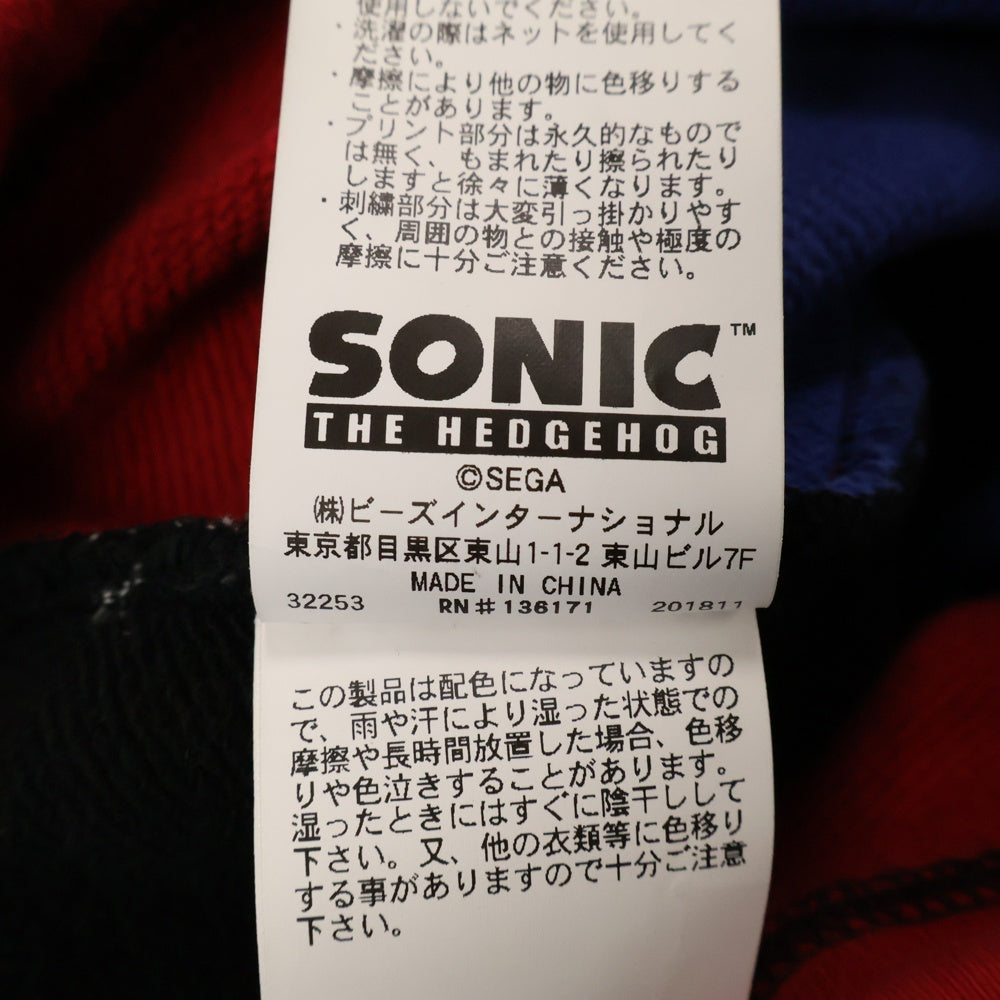 使用しないでください。
・洗濯の際はネットを使用してく
ださい。
・摩擦により他の物に色移りする
ことがあります。
・プリント部分は永久的なもので
は無く、もまれたり擦られたり
しますと徐々に薄くなります。
・刺繍部分は大変引っ掛かりやす
く、周囲の物との接触や極度の
摩擦に十分ご注意ください。
SONIC™
THE HEDGEHOG
©SEGA
㈱ビーズインターナショナル
東京都目黒区東山1-1-2 東山ビル7F
MADE IN CHINA
32253 RN#136171 201811
この製品は配色になっていますの
で、雨や汗により湿った状態での
摩擦や長時間放置した場合、色移
りや色泣きすることがあります。
湿ったときにはすぐに陰干しして
下さい。又、他の衣類等に色移り
する事がありますので十分ご注意
下さい。